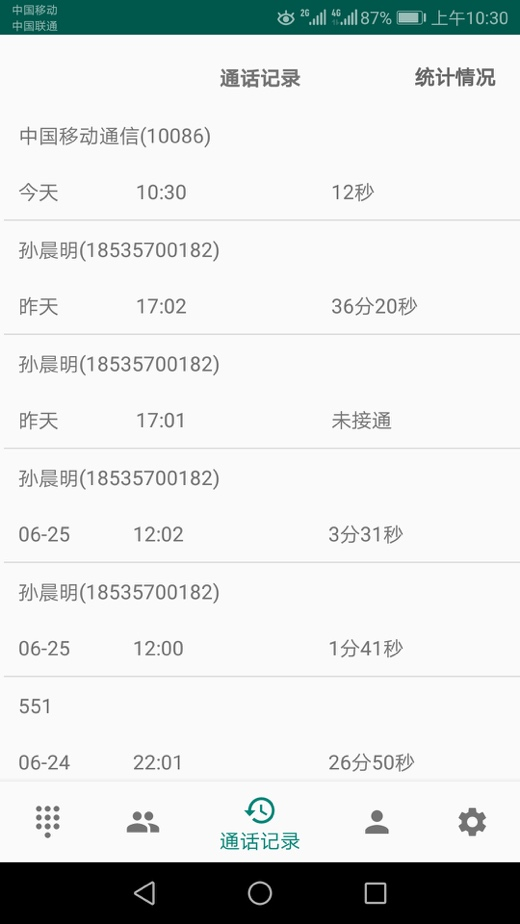 中国移动
中国联通
2G 4G 87% 上午10:30
通话记录 统计情况
中国移动通信(10086)
今天 10:30 12秒
孙晨明(18535700182)
昨天 17:02 36分20秒
孙晨明(18535700182)
昨天 17:01 未接通
孙晨明(18535700182)
06-25 12:02 3分31秒
孙晨明(18535700182)
06-25 12:00 1分41秒
551
06-24 22:01 26分50秒
通话记录